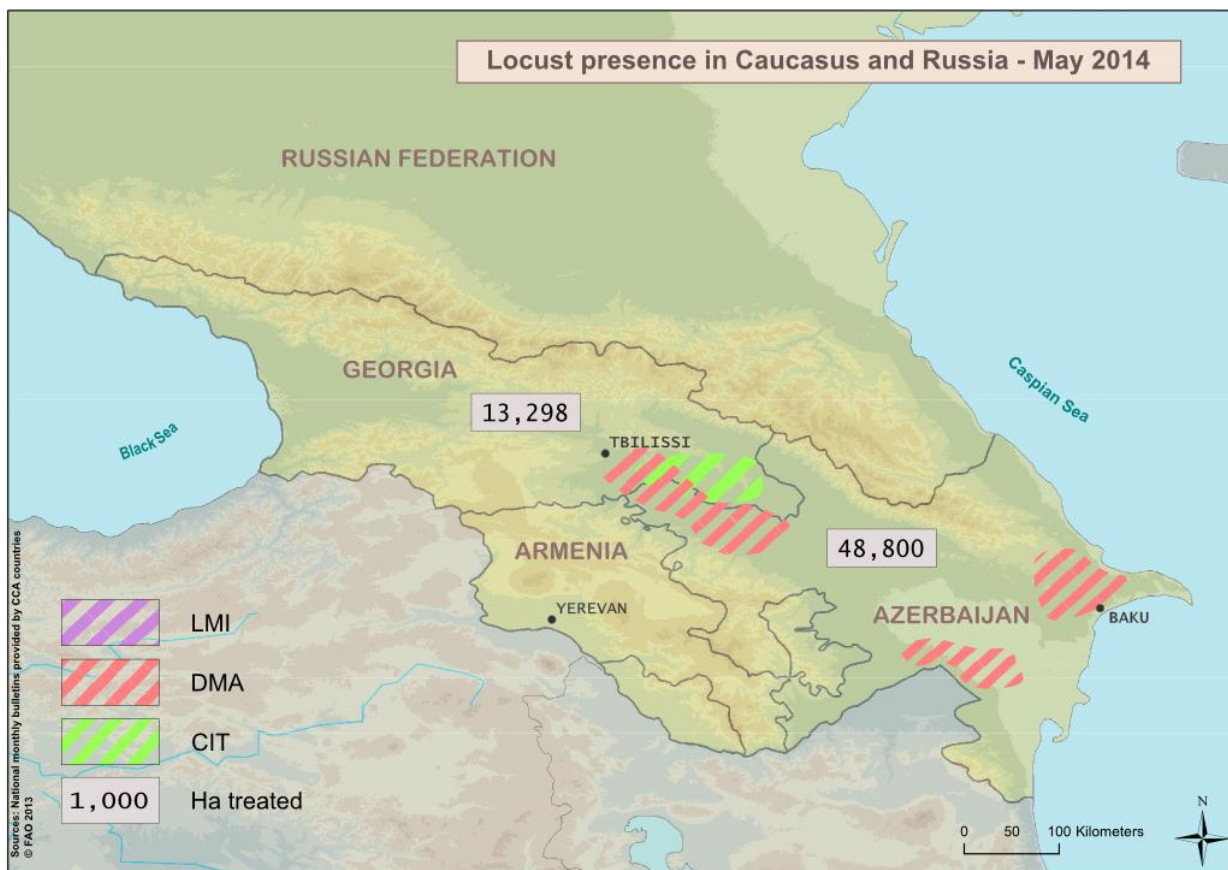 Locust presence in Caucasus and Russia - May 2014
RUSSIAN FEDERATION
Caspian Sea
GEORGIA
13,298
Black Sea
TBILISSI
48,800
ARMENIA
AZERBAIJAN
YEREVAN
BAKU
LMI
DMA
CIT
1,000 Ha treated
0 50 100 Kilometers
N
Sources: National monthly bulletins provided by CCA countries
© FAO 2013